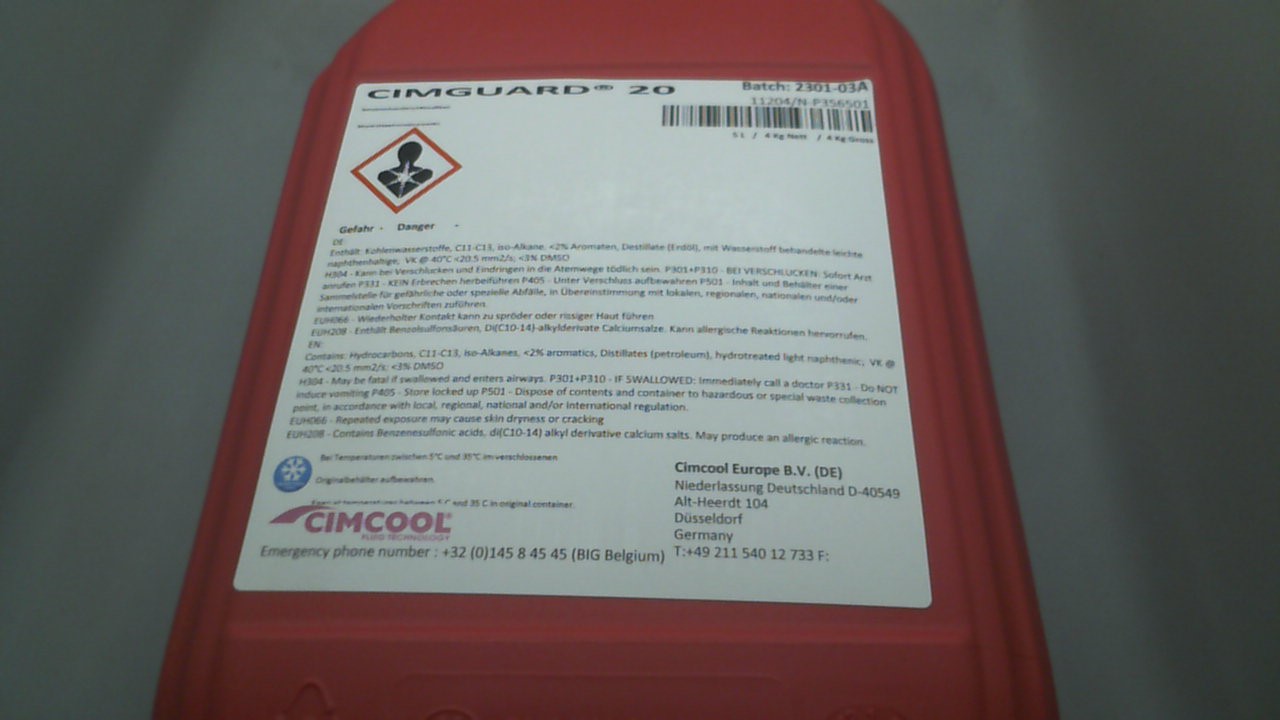 CIMGUARD® 20
Batch: 2301-03A
11204/N-P356501
5 L / 4 Kg Nett / 4 Kg Gross
Gefahr - Danger -
DE:
Enthält: Kohlenwasserstoffe, C11-C13, iso-Alkane, <2% Aromaten, Destillate (Erdöl), mit Wasserstoff behandelte leichte
naphthenhaltige, VK @ 40°C <20.5 mm2/s; <3% DMSO
H304 - Kann bei Verschlucken und Eindringen in die Atemwege tödlich sein. P301+P310 - BEI VERSCHLUCKEN: Sofort Arzt
anrufen P331 - KEIN Erbrechen herbeiführen P405 - Unter Verschluss aufbewahren P501 - Inhalt und Behälter einer
Sammelstelle für gefährliche oder spezielle Abfälle, in Übereinstimmung mit lokalen, regionalen, nationalen und/oder
internationalen Vorschriften zuführen.
EUH066 - Wiederholter Kontakt kann zu spröder oder rissiger Haut führen.
EUH208 - Enthält Benzolsulfonsäuren, Di(C10-14)-alkylderivate Calciumsalze. Kann allergische Reaktionen hervorrufen.
EN:
Contains: Hydrocarbons, C11-C13, iso-Alkanes, <2% aromatics, Distillates (petroleum), hydrotreated light naphthenic; VK @
40°C <20.5 mm2/s; <3% DMSO
H304 - May be fatal if swallowed and enters airways. P301+P310 - IF SWALLOWED: Immediately call a doctor P331 - Do NOT
induce vomiting P405 - Store locked up P501 - Dispose of contents and container to hazardous or special waste collection
point, in accordance with local, regional, national and/or international regulation.
EUH066 - Repeated exposure may cause skin dryness or cracking
EUH208 - Contains Benzenesulfonic acids, di(C10-14) alkyl derivative calcium salts. May produce an allergic reaction.
Bei Temperaturen zwischen 5°C und 35°C im verschlossenen
Originalbehälter aufbewahren.
temperatures between 5 C and 35 C in original container.
CIMCOOL®
FLUID TECHNOLOGY
Emergency phone number : +32 (0)145 8 45 45 (BIG Belgium)
Cimcool Europe B.V. (DE)
Niederlassung Deutschland D-40549
Alt-Heerdt 104
Düsseldorf
Germany
T:+49 211 540 12 733 F: